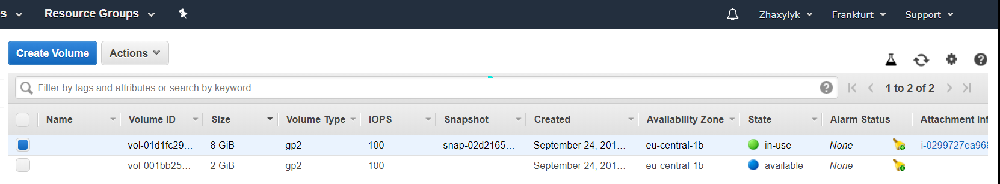 s Resource Groups Zhaxylyk Frankfurt Support
Create Volume Actions
Filter by tags and attributes or search by keyword 1 to 2 of 2
Name Volume ID Size Volume Type IOPS Snapshot Created Availability Zone State Alarm Status Attachment Inf
vol-01d1fc29... 8 GiB gp2 100 snap-02d2165... September 24, 201... eu-central-1b in-use None i-0299727ea968
vol-001bb25... 2 GiB gp2 100 September 24, 201... eu-central-1b available None